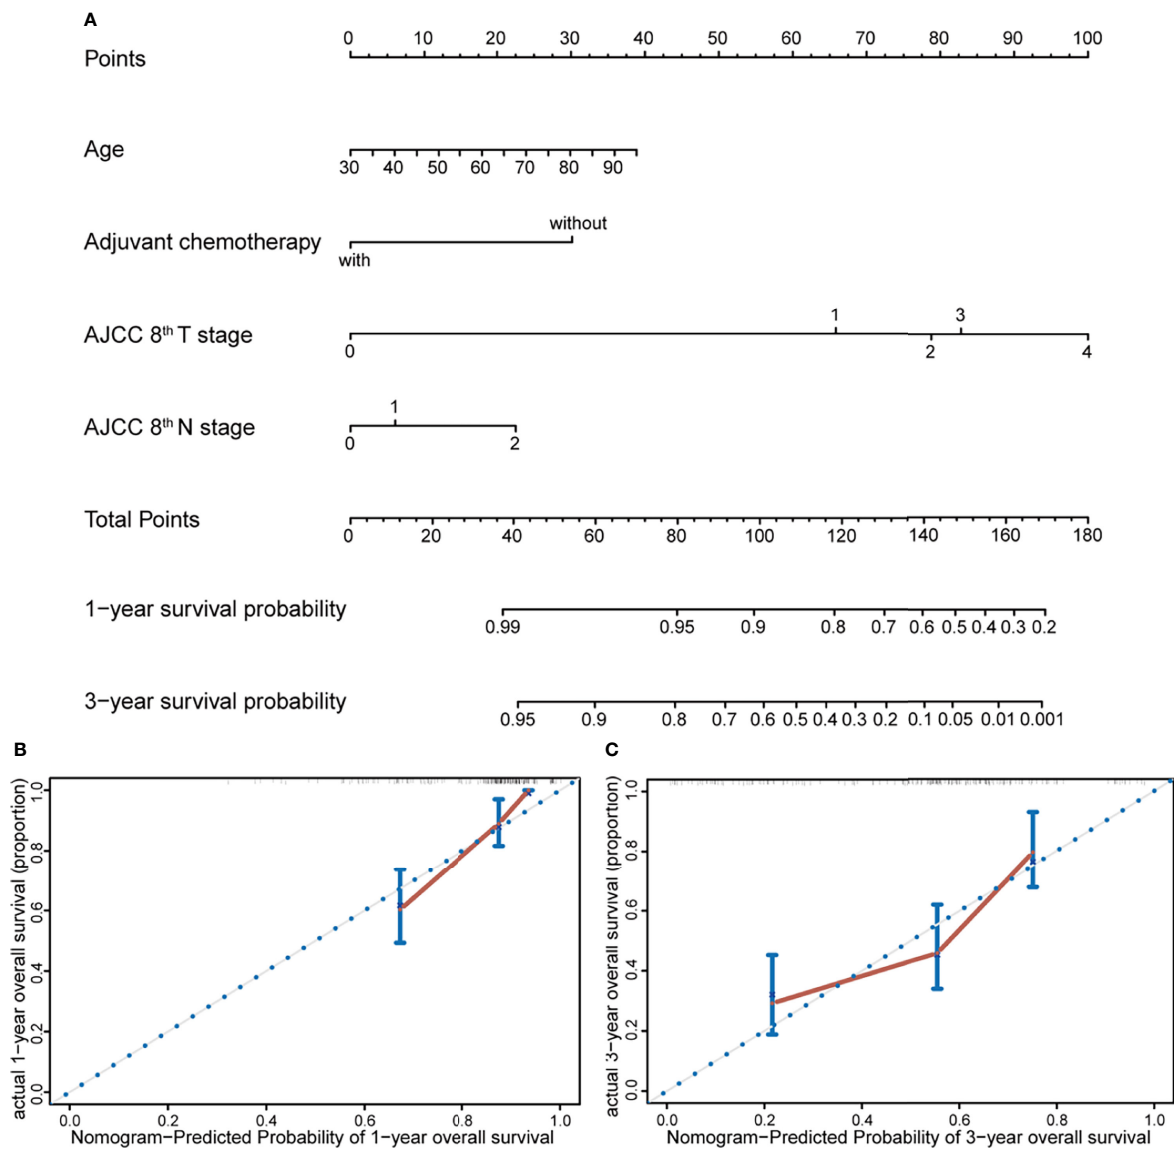 A
Points
0 10 20 30 40 50 60 70 80 90 100
Age
30 40 50 60 70 80 90
Adjuvant chemotherapy
without
with
AJCC 8th T stage
1 3
0 2 4
AJCC 8th N stage
1
0 2
Total Points
0 20 40 60 80 100 120 140 160 180
1−year survival probability
0.99 0.95 0.9 0.8 0.7 0.6 0.5 0.4 0.3 0.2
3−year survival probability
0.95 0.9 0.8 0.7 0.6 0.5 0.4 0.3 0.2 0.1 0.05 0.01 0.001
B
actual 1−year overall survival (proportion)
0.0 0.2 0.4 0.6 0.8 1.0
0.0 0.2 0.4 0.6 0.8 1.0
Nomogram−Predicted Probability of 1−year overall survival
C
actual 3−year overall survival (proportion)
0.0 0.2 0.4 0.6 0.8 1.0
0.0 0.2 0.4 0.6 0.8 1.0
Nomogram−Predicted Probability of 3−year overall survival